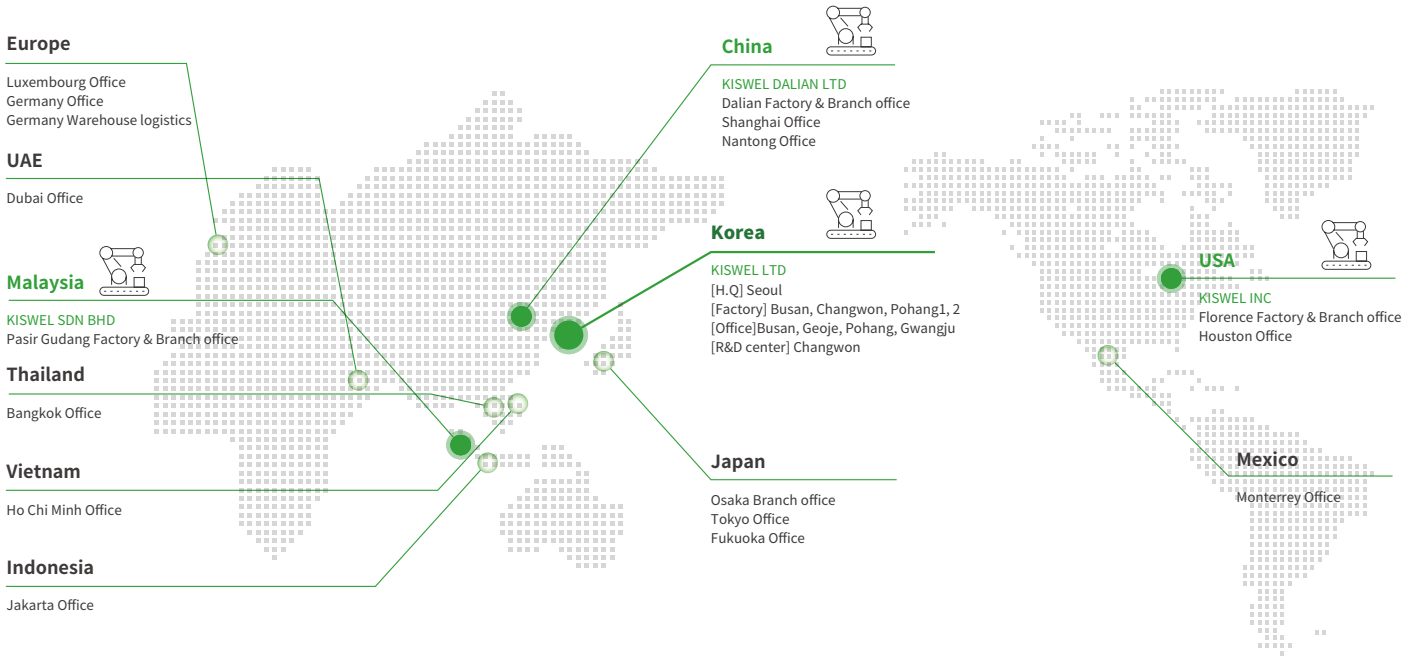 Europe
Luxembourg Office
Germany Office
Germany Warehouse logistics
UAE
Dubai Office
Malaysia
KISWEL SDN BHD
Pasir Gudang Factory & Branch office
Thailand
Bangkok Office
Vietnam
Ho Chi Minh Office
Indonesia
Jakarta Office
China
KISWEL DALIAN LTD
Dalian Factory & Branch office
Shanghai Office
Nantong Office
Korea
KISWEL LTD
[H.Q] Seoul
[Factory] Busan, Changwon, Pohang1, 2
[Office]Busan, Geoje, Pohang, Gwangju
[R&D center] Changwon
Japan
Osaka Branch office
Tokyo Office
Fukuoka Office
USA
KISWEL INC
Florence Factory & Branch office
Houston Office
Mexico
Monterrey Office